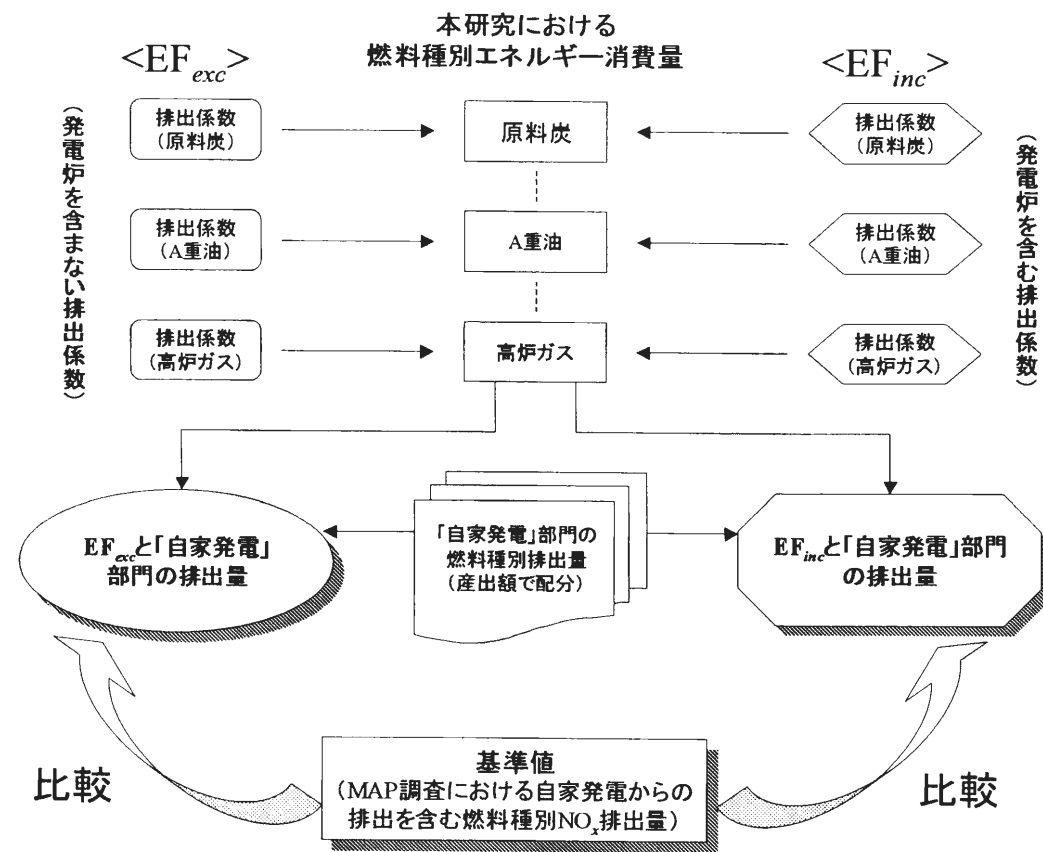 本研究における
燃料種別エネルギー消費量
<EFexc>
<EFinc>
（発電炉を含まない排出係数）
排出係数
（原料炭）
原料炭
排出係数
（原料炭）
（発電炉を含む排出係数）
排出係数
（A重油）
A重油
排出係数
（A重油）
排出係数
（高炉ガス）
高炉ガス
排出係数
（高炉ガス）
EFexcと「自家発電」
部門の排出量
「自家発電」部門の
燃料種別排出量
（産出額で配分）
EFincと「自家発電」部門
の排出量
比較
基準値
（MAP調査における自家発電からの
排出を含む燃料種別NOx排出量）
比較